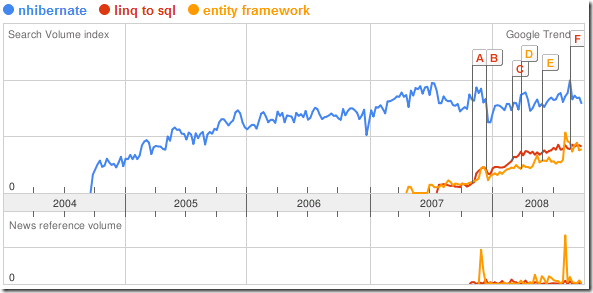 nhibernate linq to sql entity framework
Search Volume index Google Trend
A B C D E F
0
2004 2005 2006 2007 2008
News reference volume
0